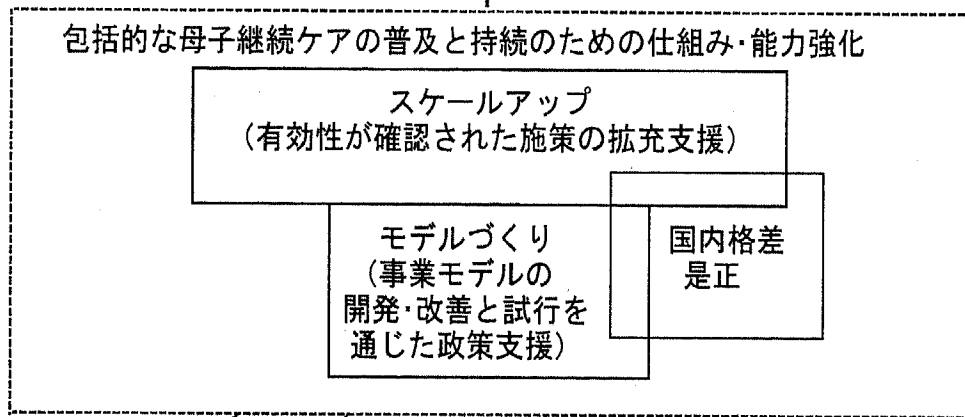 包括的な母子継続ケアの普及と持続のための仕組み･能力強化
スケールアップ
(有効性が確認された施策の拡充支援)
モデルづくり
(事業モデルの
開発･改善と試行を
通じた政策支援)
国内格差
是正